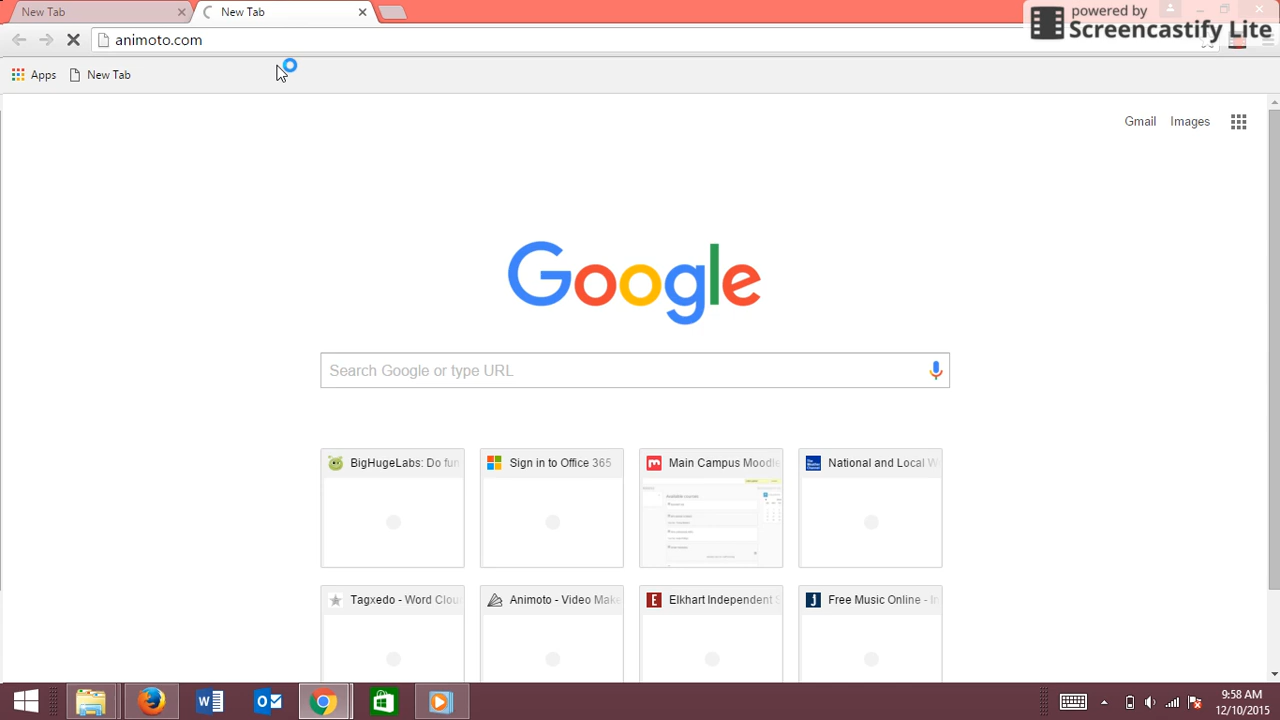 New Tab
New Tab
powered by
Screencastify Lite
animoto.com
Apps
New Tab
Gmail
Images
Google
Search Google or type URL
BigHugeLabs: Do fun
Sign in to Office 365
Main Campus Moodle
National and Local W
Tagxedo - Word Clou
Animoto - Video Make
Elkhart Independent S
Free Music Online - In
9:58 AM
12/10/2015